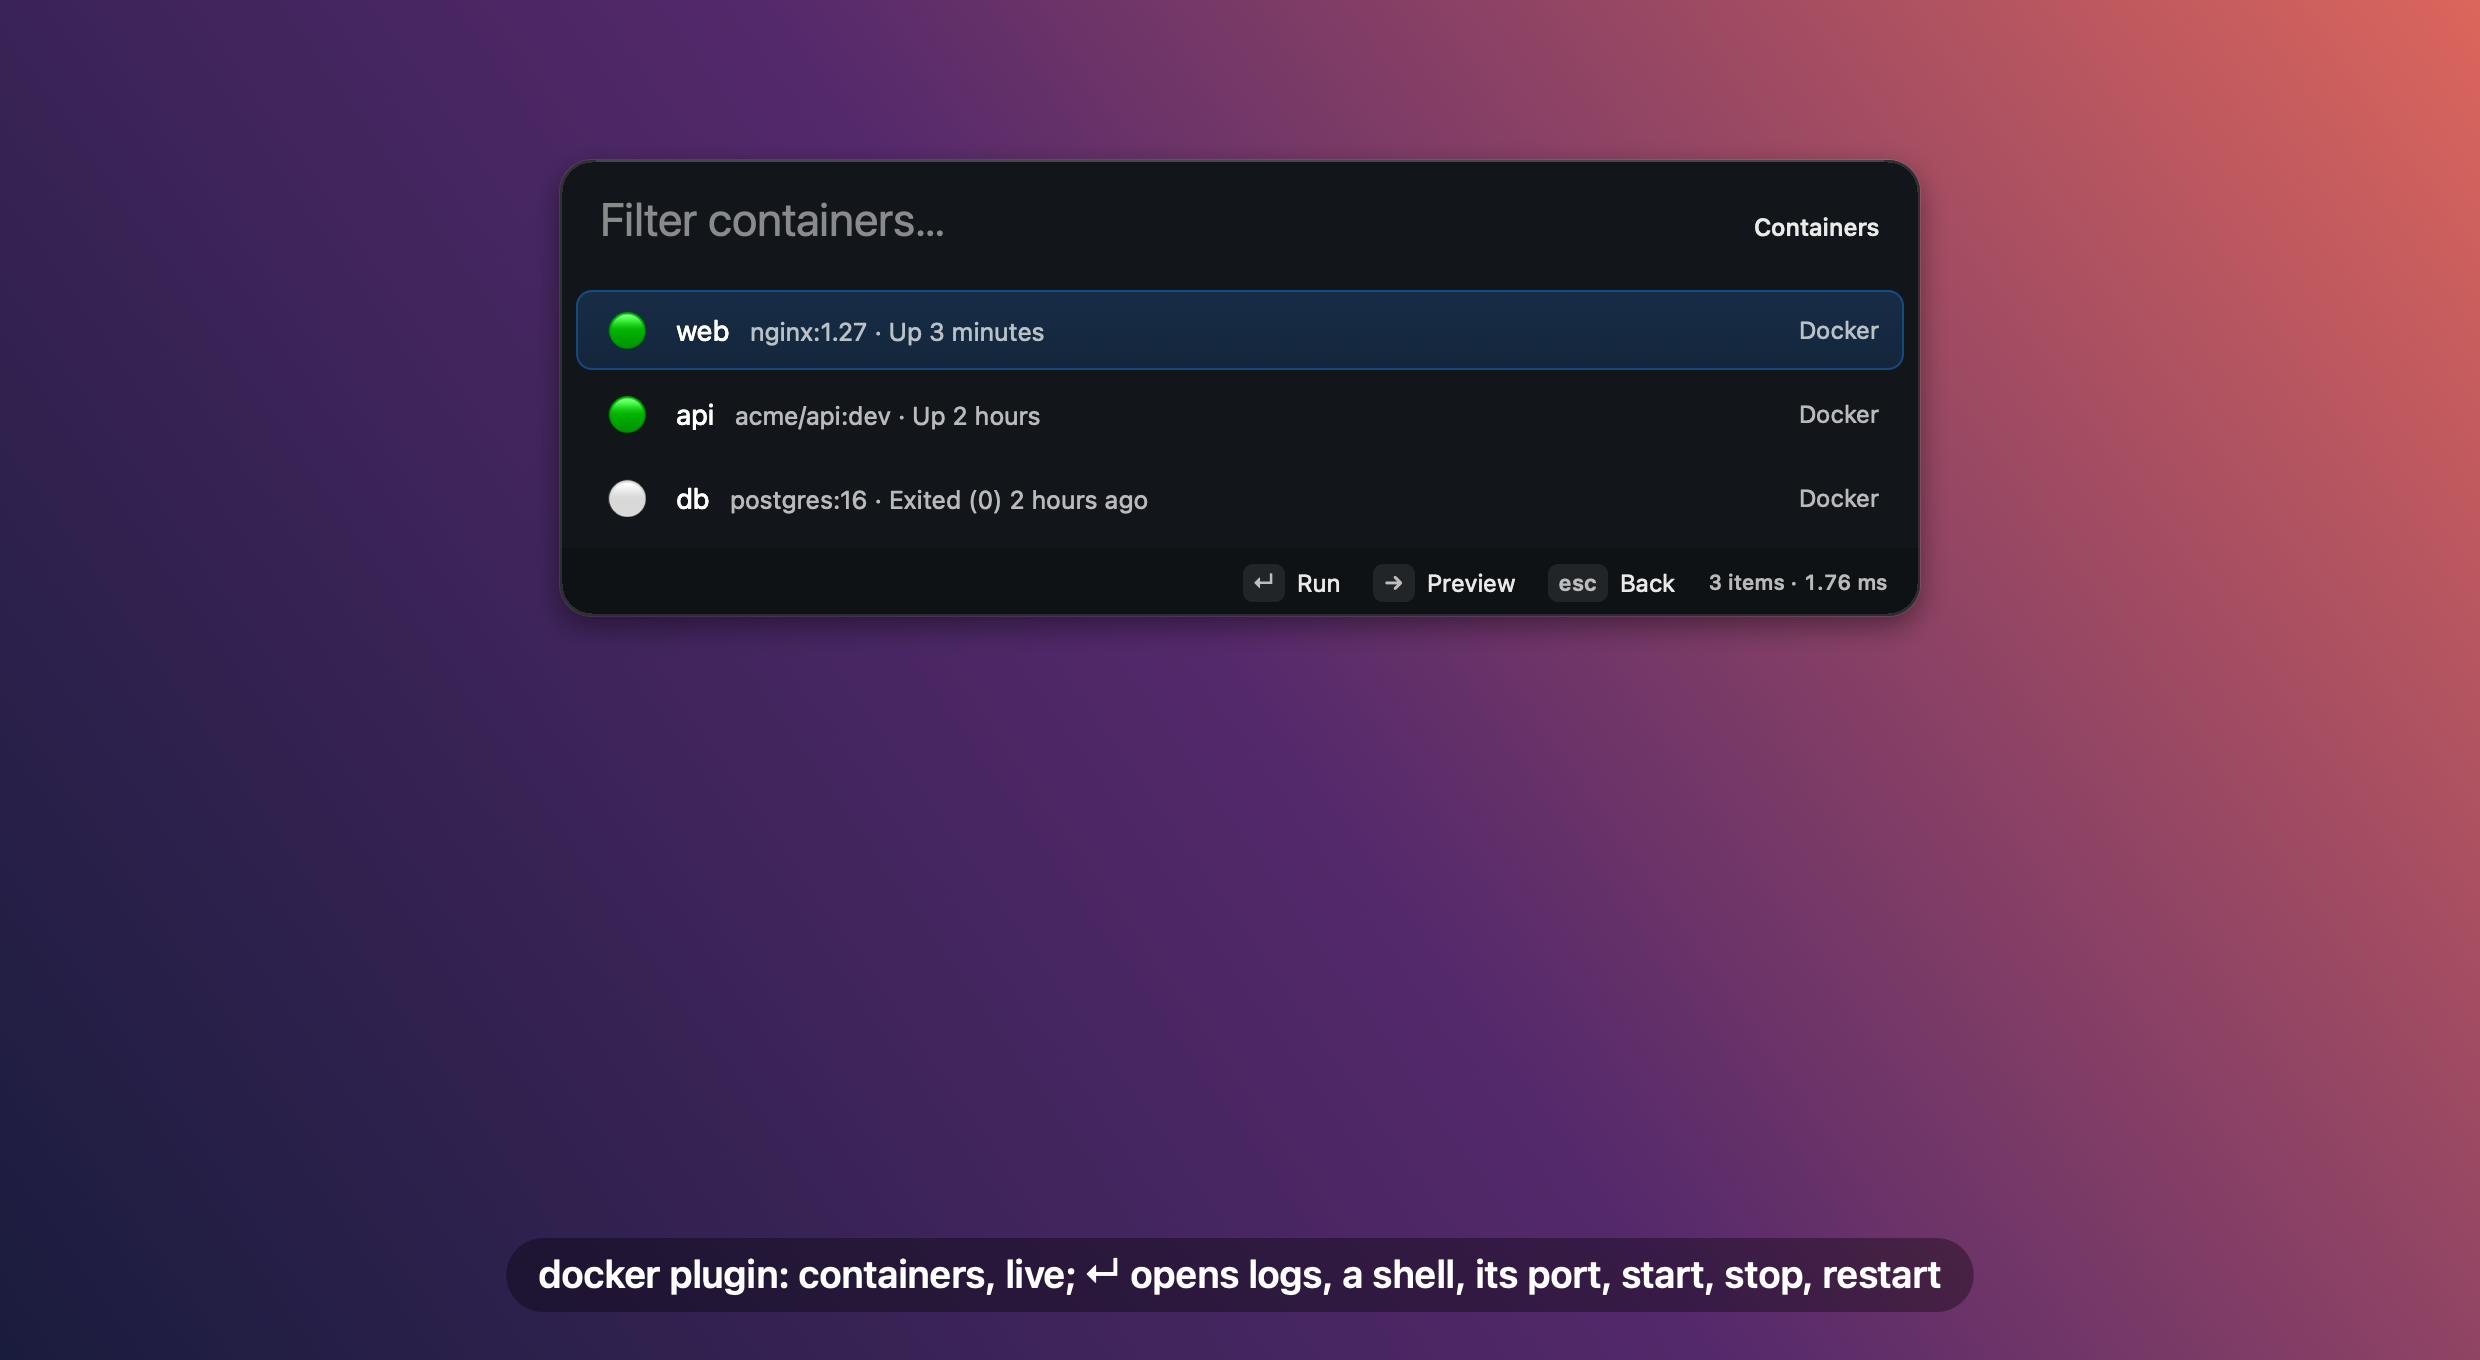 Filter containers...
Containers
web nginx:1.27 · Up 3 minutes Docker
api acme/api:dev · Up 2 hours Docker
db postgres:16 · Exited (0) 2 hours ago Docker
↵ Run → Preview esc Back 3 items · 1.76 ms
docker plugin: containers, live; ↵ opens logs, a shell, its port, start, stop, restart